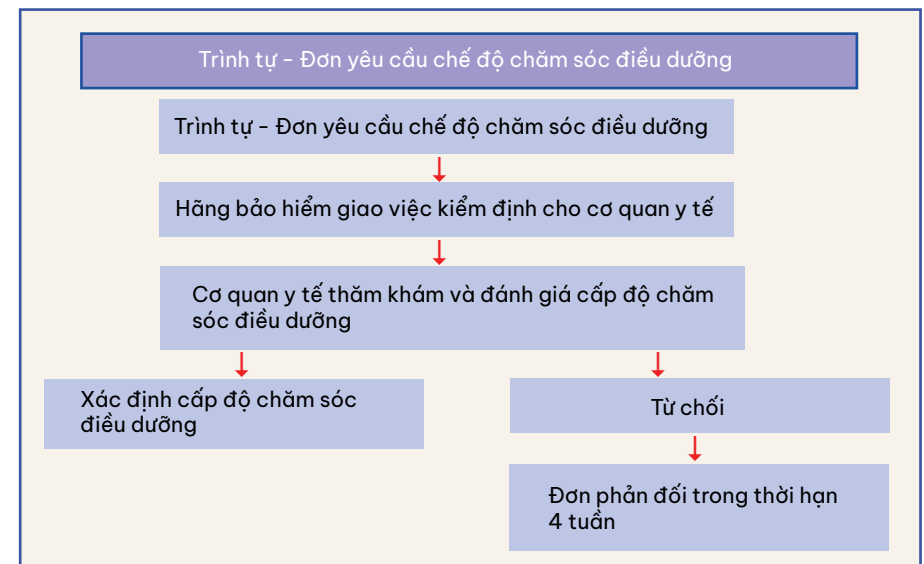 Trình tự - Đơn yêu cầu chế độ chăm sóc điều dưỡng
Trình tự - Đơn yêu cầu chế độ chăm sóc điều dưỡng
Hãng bảo hiểm giao việc kiểm định cho cơ quan y tế
Cơ quan y tế thăm khám và đánh giá cấp độ chăm
sóc điều dưỡng
Xác định cấp độ chăm sóc
điều dưỡng
Từ chối
Đơn phản đối trong thời hạn
4 tuần